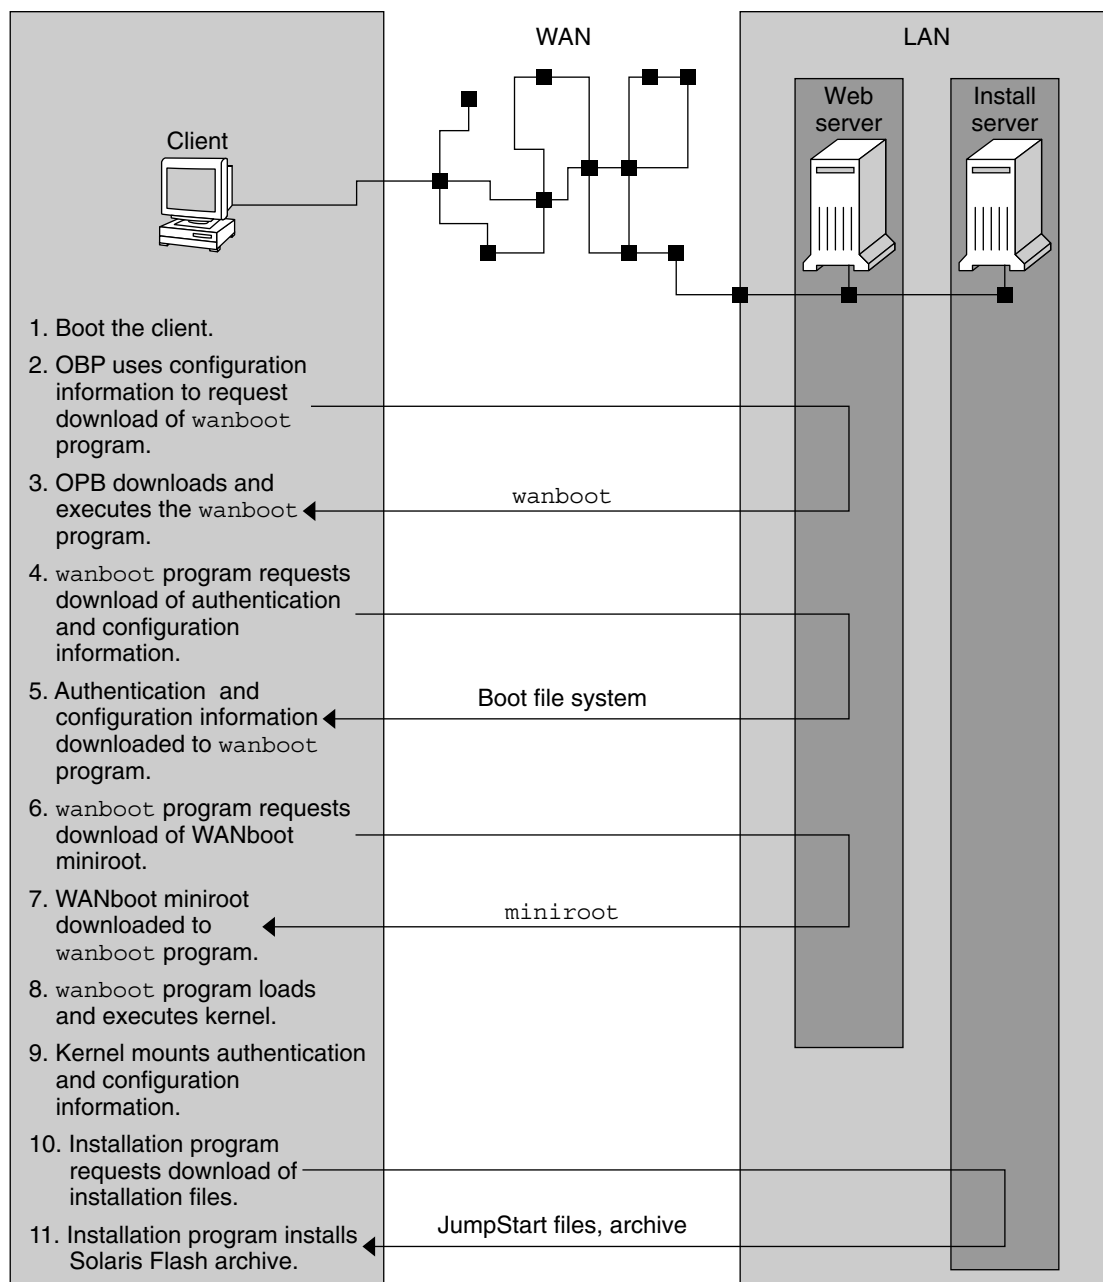 WAN
LAN
Web
server
Install
server
Client
1. Boot the client.
2. OBP uses configuration
information to request
download of wanboot
program.
3. OPB downloads and
executes the wanboot
program.
wanboot
4. wanboot program requests
download of authentication
and configuration
information.
5. Authentication and
configuration information
downloaded to wanboot
program.
Boot file system
6. wanboot program requests
download of WANboot
miniroot.
7. WANboot miniroot
downloaded to
wanboot program.
miniroot
8. wanboot program loads
and executes kernel.
9. Kernel mounts authentication
and configuration
information.
10. Installation program
requests download of
installation files.
11. Installation program installs
Solaris Flash archive.
JumpStart files, archive